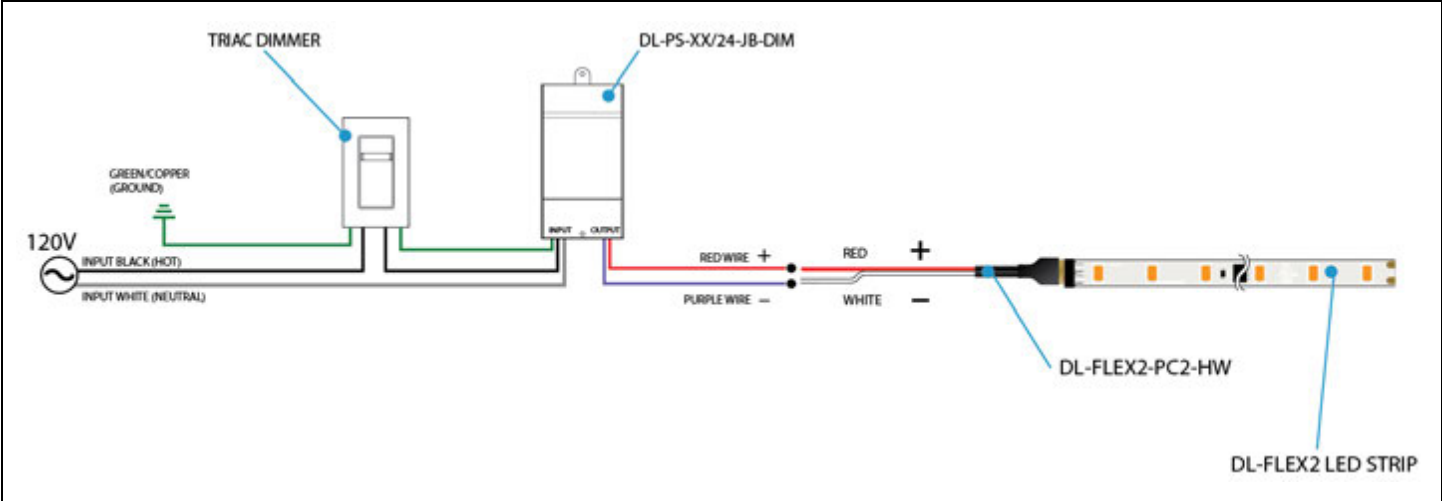 TRIAC DIMMER
DL-PS-XX/24-JB-DIM
GREEN/COPPER
(GROUND)
120V
INPUT BLACK (HOT)
INPUT WHITE (NEUTRAL)
INPUT
OUTPUT
RED WIRE +
PURPLE WIRE –
RED +
WHITE –
DL-FLEX2-PC2-HW
DL-FLEX2 LED STRIP